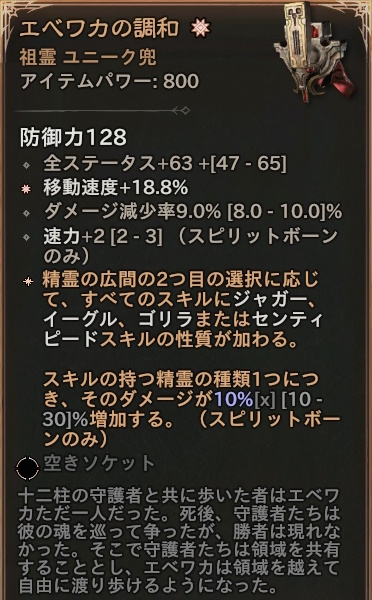 エベワカの調和
祖霊 ユニーク兜
アイテムパワー: 800
防御力128
全ステータス+63 +[47 - 65]
移動速度+18.8%
ダメージ減少率9.0% [8.0 - 10.0]%
速力+2 [2 - 3] （スピリットボーン
のみ）
精霊の広間の2つ目の選択に応じ
て、すべてのスキルにジャガー、
イーグル、ゴリラまたはセンティ
ピードスキルの性質が加わる。
スキルの持つ精霊の種類1つにつ
き、そのダメージが10%[x] [10 -
30]%増加する。 （スピリットボー
ンのみ）
空きソケット
十二柱の守護者と共に歩いた者はエベワ
カただ一人だった。死後、守護者たちは
彼の魂を巡って争ったが、勝者は現れな
かった。そこで守護者たちは領域を共有
することとし、エベワカは領域を越えて
自由に渡り歩けるようになった。